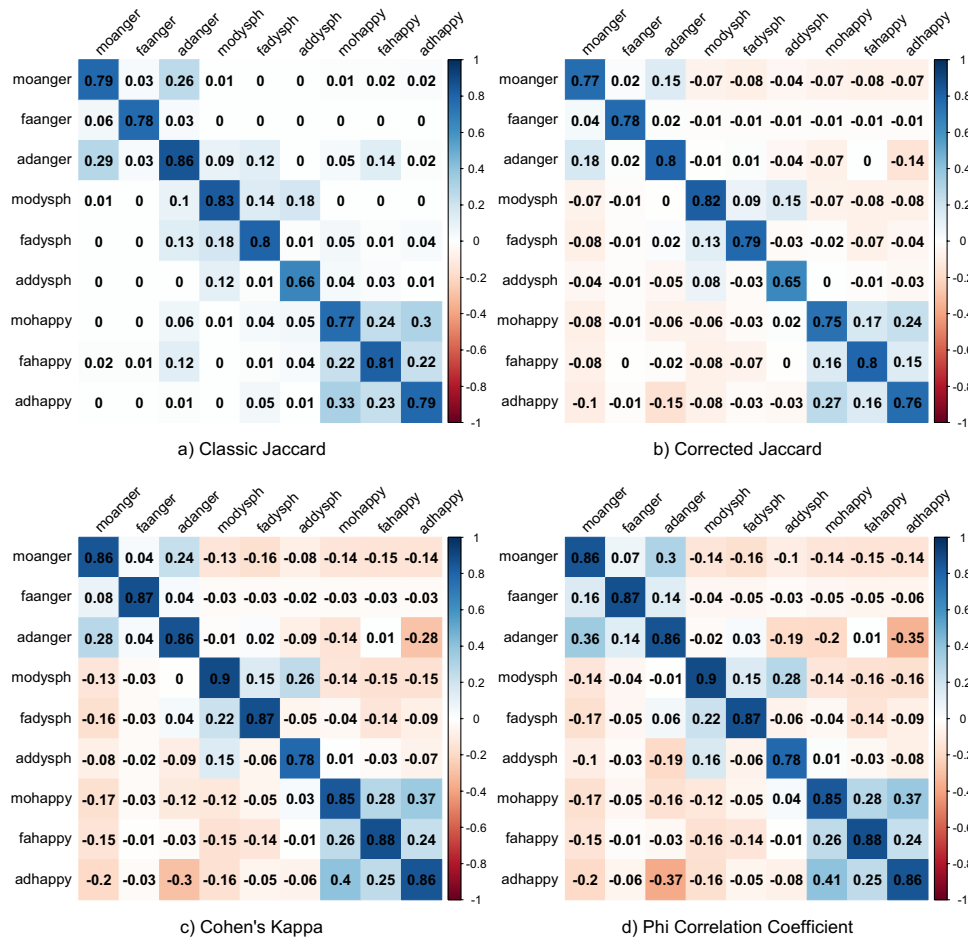 moanger faanger adanger modysph fadysph addysph mohappy fahappy adhappy
moanger 0.79 0.03 0.26 0.01 0 0 0.01 0.02 0.02
faanger 0.06 0.78 0.03 0 0 0 0 0 0
adanger 0.29 0.03 0.86 0.09 0.12 0 0.05 0.14 0.02
modysph 0.01 0 0.1 0.83 0.14 0.18 0 0 0
fadysph 0 0 0.13 0.18 0.8 0.01 0.05 0.01 0.04
addysph 0 0 0 0.12 0.01 0.66 0.04 0.03 0.01
mohappy 0 0 0.06 0.01 0.04 0.05 0.77 0.24 0.3
fahappy 0.02 0.01 0.12 0 0.01 0.04 0.22 0.81 0.22
adhappy 0 0 0.01 0 0.05 0.01 0.33 0.23 0.79
1
0.8
0.6
0.4
0.2
0
-0.2
-0.4
-0.6
-0.8
-1
a) Classic Jaccard
moanger faanger adanger modysph fadysph addysph mohappy fahappy adhappy
moanger 0.77 0.02 0.15 -0.07 -0.08 -0.04 -0.07 -0.08 -0.07
faanger 0.04 0.78 0.02 -0.01 -0.01 -0.01 -0.01 -0.01 -0.01
adanger 0.18 0.02 0.8 -0.01 0.01 -0.04 -0.07 0 -0.14
modysph -0.07 -0.01 0 0.82 0.09 0.15 -0.07 -0.08 -0.08
fadysph -0.08 -0.01 0.02 0.13 0.79 -0.03 -0.02 -0.07 -0.04
addysph -0.04 -0.01 -0.05 0.08 -0.03 0.65 0 -0.01 -0.03
mohappy -0.08 -0.01 -0.06 -0.06 -0.03 0.02 0.75 0.17 0.24
fahappy -0.08 0 -0.02 -0.08 -0.07 0 0.16 0.8 0.15
adhappy -0.1 -0.01 -0.15 -0.08 -0.03 -0.03 0.27 0.16 0.76
1
0.8
0.6
0.4
0.2
0
-0.2
-0.4
-0.6
-0.8
-1
b) Corrected Jaccard
moanger faanger adanger modysph fadysph addysph mohappy fahappy adhappy
moanger 0.86 0.04 0.24 -0.13 -0.16 -0.08 -0.14 -0.15 -0.14
faanger 0.08 0.87 0.04 -0.03 -0.03 -0.02 -0.03 -0.03 -0.03
adanger 0.28 0.04 0.86 -0.01 0.02 -0.09 -0.14 0.01 -0.28
modysph -0.13 -0.03 0 0.9 0.15 0.26 -0.14 -0.15 -0.15
fadysph -0.16 -0.03 0.04 0.22 0.87 -0.05 -0.04 -0.14 -0.09
addysph -0.08 -0.02 -0.09 0.15 -0.06 0.78 0.01 -0.03 -0.07
mohappy -0.17 -0.03 -0.12 -0.12 -0.05 0.03 0.85 0.28 0.37
fahappy -0.15 -0.01 -0.03 -0.15 -0.14 -0.01 0.26 0.88 0.24
adhappy -0.2 -0.03 -0.3 -0.16 -0.05 -0.06 0.4 0.25 0.86
1
0.8
0.6
0.4
0.2
0
-0.2
-0.4
-0.6
-0.8
-1
c) Cohen's Kappa
moanger faanger adanger modysph fadysph addysph mohappy fahappy adhappy
moanger 0.86 0.07 0.3 -0.14 -0.16 -0.1 -0.14 -0.15 -0.14
faanger 0.16 0.87 0.14 -0.04 -0.05 -0.03 -0.05 -0.05 -0.06
adanger 0.36 0.14 0.86 -0.02 0.03 -0.19 -0.2 0.01 -0.35
modysph -0.14 -0.04 -0.01 0.9 0.15 0.28 -0.14 -0.16 -0.16
fadysph -0.17 -0.05 0.06 0.22 0.87 -0.06 -0.04 -0.14 -0.09
addysph -0.1 -0.03 -0.19 0.16 -0.06 0.78 0.01 -0.03 -0.08
mohappy -0.17 -0.05 -0.16 -0.12 -0.05 0.04 0.85 0.28 0.37
fahappy -0.15 -0.01 -0.03 -0.16 -0.14 -0.01 0.26 0.88 0.24
adhappy -0.2 -0.06 -0.37 -0.16 -0.05 -0.08 0.41 0.25 0.86
1
0.8
0.6
0.4
0.2
0
-0.2
-0.4
-0.6
-0.8
-1
d) Phi Correlation Coefficient